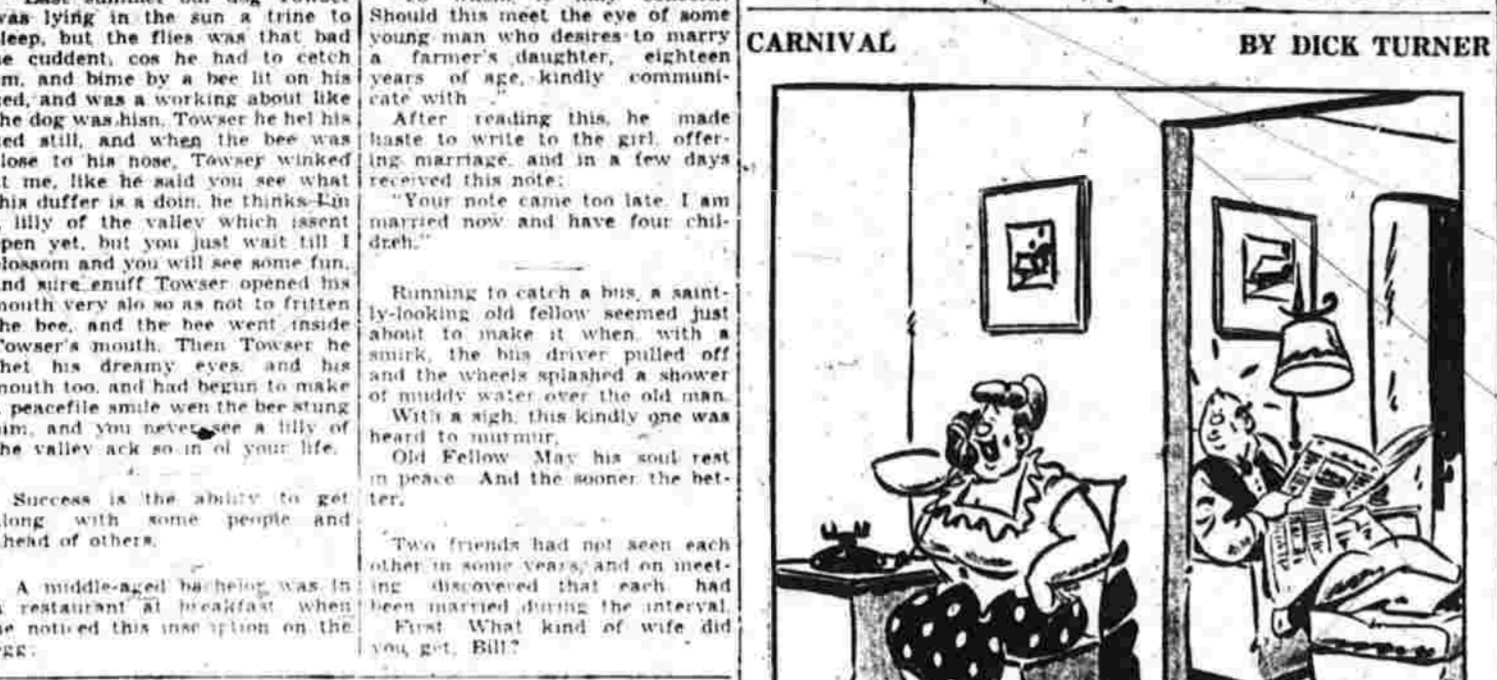 was lying in the sun a trine to
leep, but the flies was that bad
e cuddent, cos he had to cetch
m, and bime by a bee lit on his
ed, and was a working about like
he dog was hisn. Towser he hel his
ed still, and when the bee was
lose to his nose, Towser winked
t me, like he said you see what
his duffer is a doin, he thinks I'm
lilly of the valley which issent
pen yet, but you just wait till I
lossom and you will see some fun,
nd sure enuff Towser opened his
mouth very slo so as not to fritten
he bee, and the bee went inside
Towser's mouth. Then Towser he
het his dreamy eyes, and his
mouth too, and had begun to make
peacefile smile wen the bee stung
im, and you never see a lilly of
he valley ack so in ol your life.
Success is the ability to get
long with some people and
head of others.
A middle-aged bachelor was in
restaurant at breakfast when
e noticed this inscription on the
gg:
Should this meet the eye of some
young man who desires to marry
a farmer's daughter, eighteen
years of age, kindly communi-
cate with
After reading this, he made
haste to write to the girl, offer-
ing marriage, and in a few days
received this note:
"Your note came too late. I am
married now and have four chil-
dreh."
Running to catch a bus, a saint-
ly-looking old fellow seemed just
about to make it when, with a
smirk, the bus driver pulled off
and the wheels splashed a shower
of muddy water over the old man.
With a sigh, this kindly one was
heard to murmur,
Old Fellow May his soul rest
in peace. And the sooner the bet-
ter.
Two friends had not seen each
other in some years, and on meet-
ing discovered that each had
been married during the interval.
First What kind of wife did
you get, Bill?
CARNIVAL BY DICK TURNER